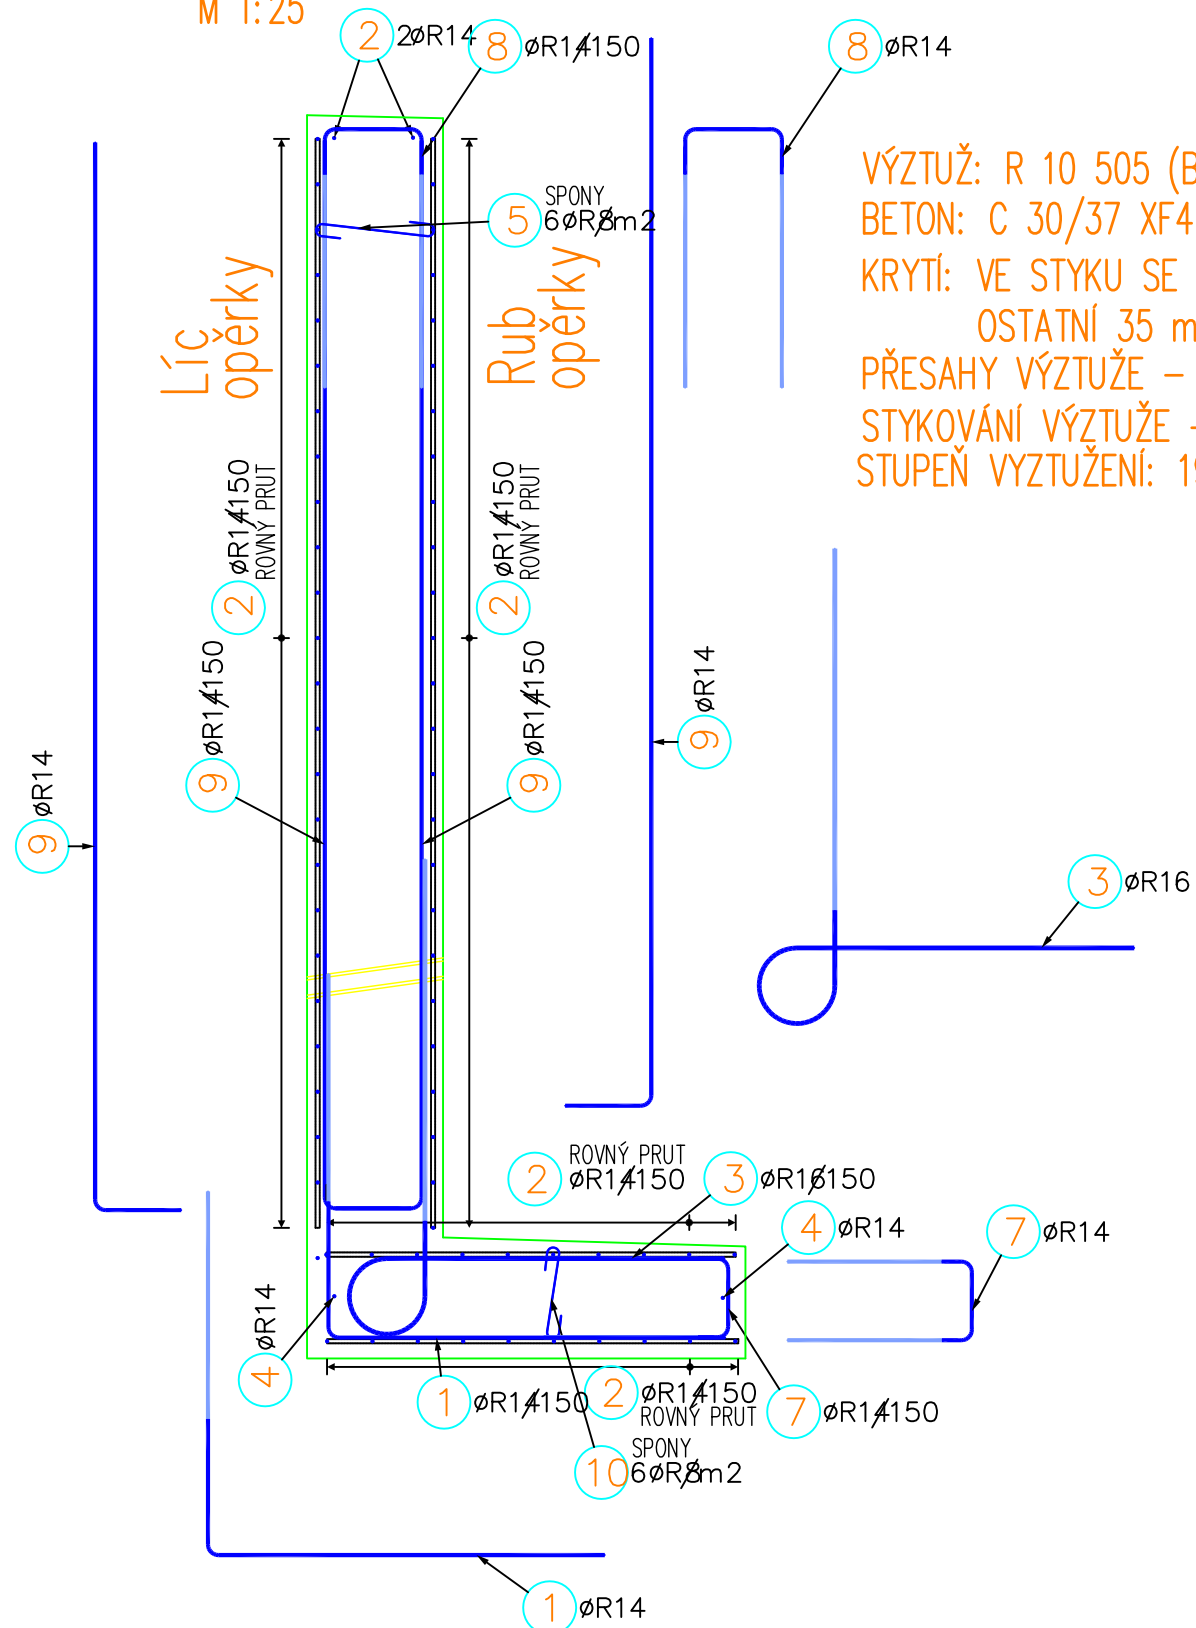 M 1:25
2 2øR14
8 øR14/150
8 øR14
VÝZTUŽ: R 10 505 (B
BETON: C 30/37 XF4
KRYTÍ: VE STYKU SE
OSTATNÍ 35 m
PŘESAHY VÝZTUŽE –
STYKOVÁNÍ VÝZTUŽE -
STUPEŇ VYZTUŽENÍ: 19
5 SPONY
6øR8/m2
Líc
opěrky
Rub
opěrky
2 øR14/150
ROVNÝ PRUT
2 øR14/150
ROVNÝ PRUT
9 øR14/150
9 øR14/150
9 øR14
9 øR14
3 øR16
ROVNÝ PRUT
2 øR14/150
3 øR16/150
4 øR14
7 øR14
4 øR14
1 øR14/150
2 øR14/150
ROVNÝ PRUT
7 øR14/150
SPONY
10 6øR8/m2
1 øR14